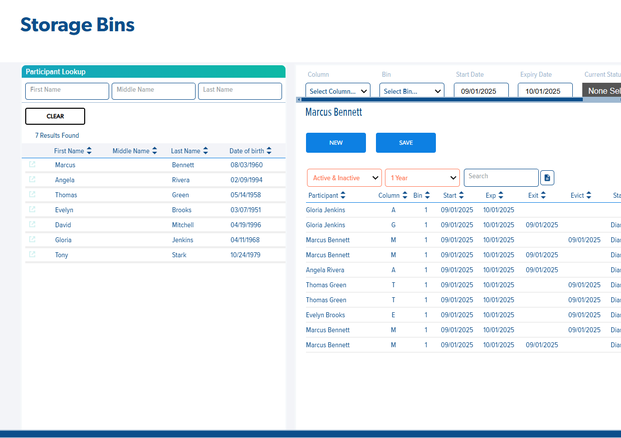 Storage Bins
Participant Lookup
First Name Middle Name Last Name
CLEAR
7 Results Found
First Name Middle Name Last Name Date of birth
Marcus Bennett 08/03/1960
Angela Rivera 02/09/1994
Thomas Green 05/14/1958
Evelyn Brooks 03/07/1951
David Mitchell 04/19/1996
Gloria Jenkins 04/11/1968
Tony Stark 10/24/1979
Column Bin Start Date Expiry Date Current Statu
Select Column... Select Bin... 09/01/2025 10/01/2025 None Sel
Marcus Bennett
NEW SAVE
Active & Inactive 1 Year Search
Participant Column Bin Start Exp Exit Evict Sta
Gloria Jenkins A 1 09/01/2025 10/01/2025
Gloria Jenkins G 1 09/01/2025 10/01/2025 09/01/2025 Dia
Marcus Bennett M 1 09/01/2025 10/01/2025 09/01/2025 Dia
Marcus Bennett M 1 09/01/2025 10/01/2025 09/01/2025 Dia
Angela Rivera A 1 09/01/2025 10/01/2025 09/01/2025 Dia
Thomas Green T 1 09/01/2025 10/01/2025 09/01/2025 Dia
Thomas Green T 1 09/01/2025 10/01/2025 09/01/2025 Dia
Evelyn Brooks E 1 09/01/2025 10/01/2025 09/01/2025 Dia
Marcus Bennett M 1 09/01/2025 10/01/2025 09/01/2025 Dia
Marcus Bennett M 1 09/01/2025 10/01/2025 09/01/2025 Dia